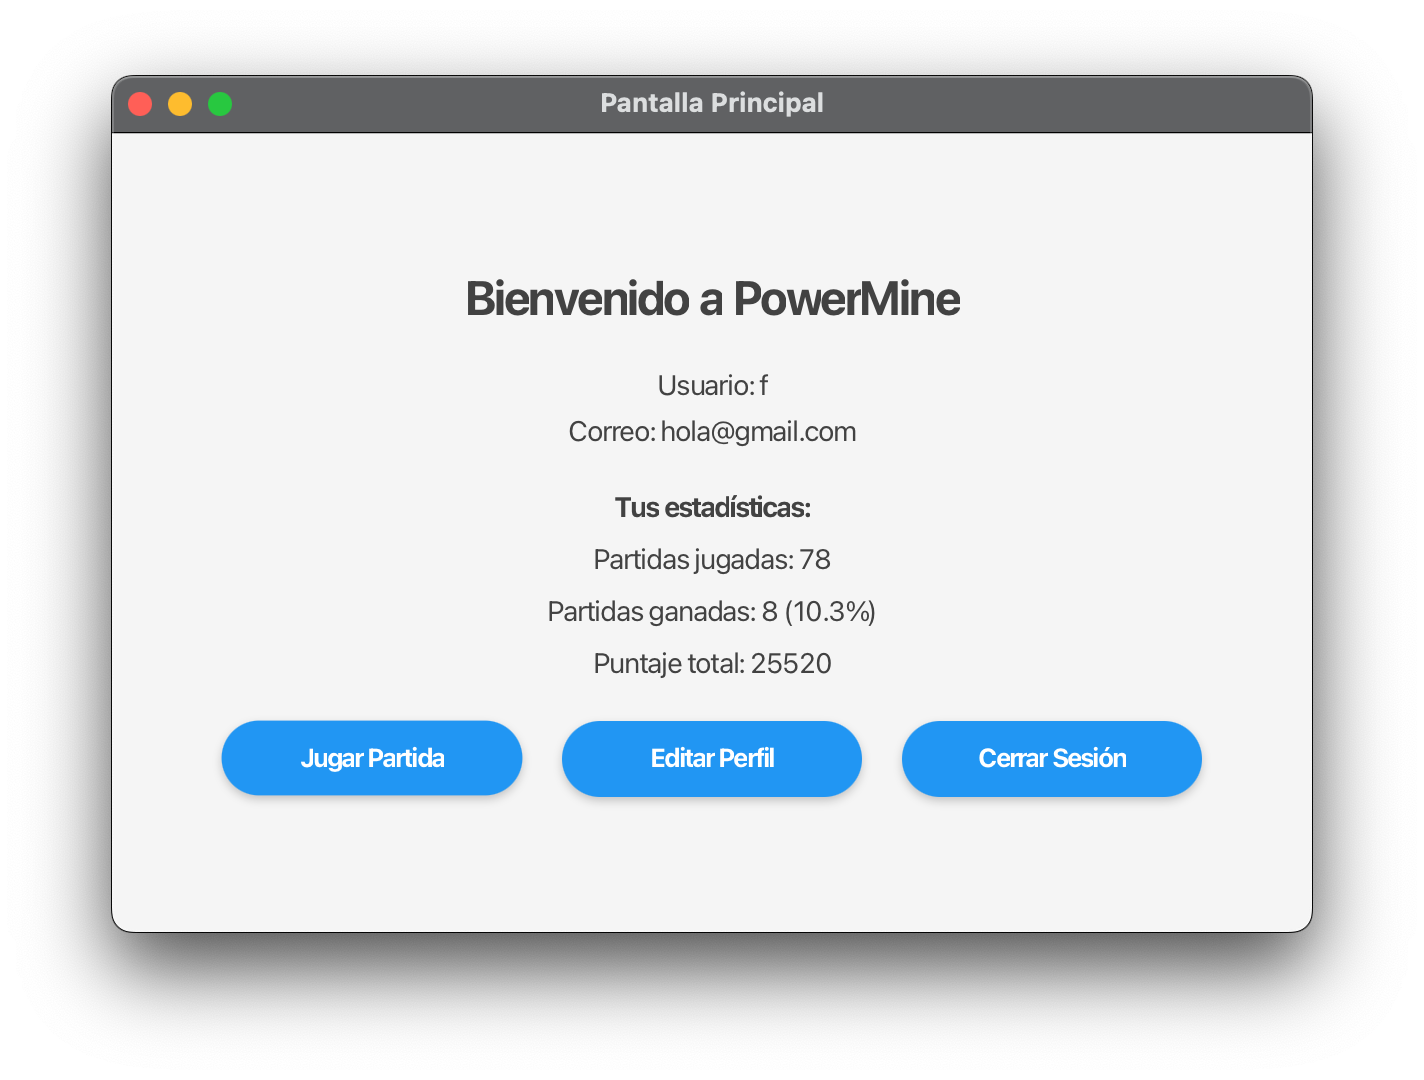 Pantalla Principal
Bienvenido a PowerMine
Usuario: f
Correo: hola@gmail.com
Tus estadísticas:
Partidas jugadas: 78
Partidas ganadas: 8 (10.3%)
Puntaje total: 25520
Jugar Partida
Editar Perfil
Cerrar Sesión